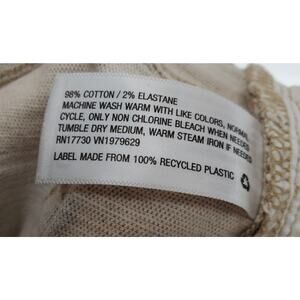 98% COTTON / 2% ELASTANE
MACHINE WASH WARM WITH LIKE COLORS, NORMAL
CYCLE, ONLY NON CHLORINE BLEACH WHEN NEEDED
TUMBLE DRY MEDIUM, WARM STEAM IRON IF NEEDED
RN17730 VN1979629
LABEL MADE FROM 100% RECYCLED PLASTIC